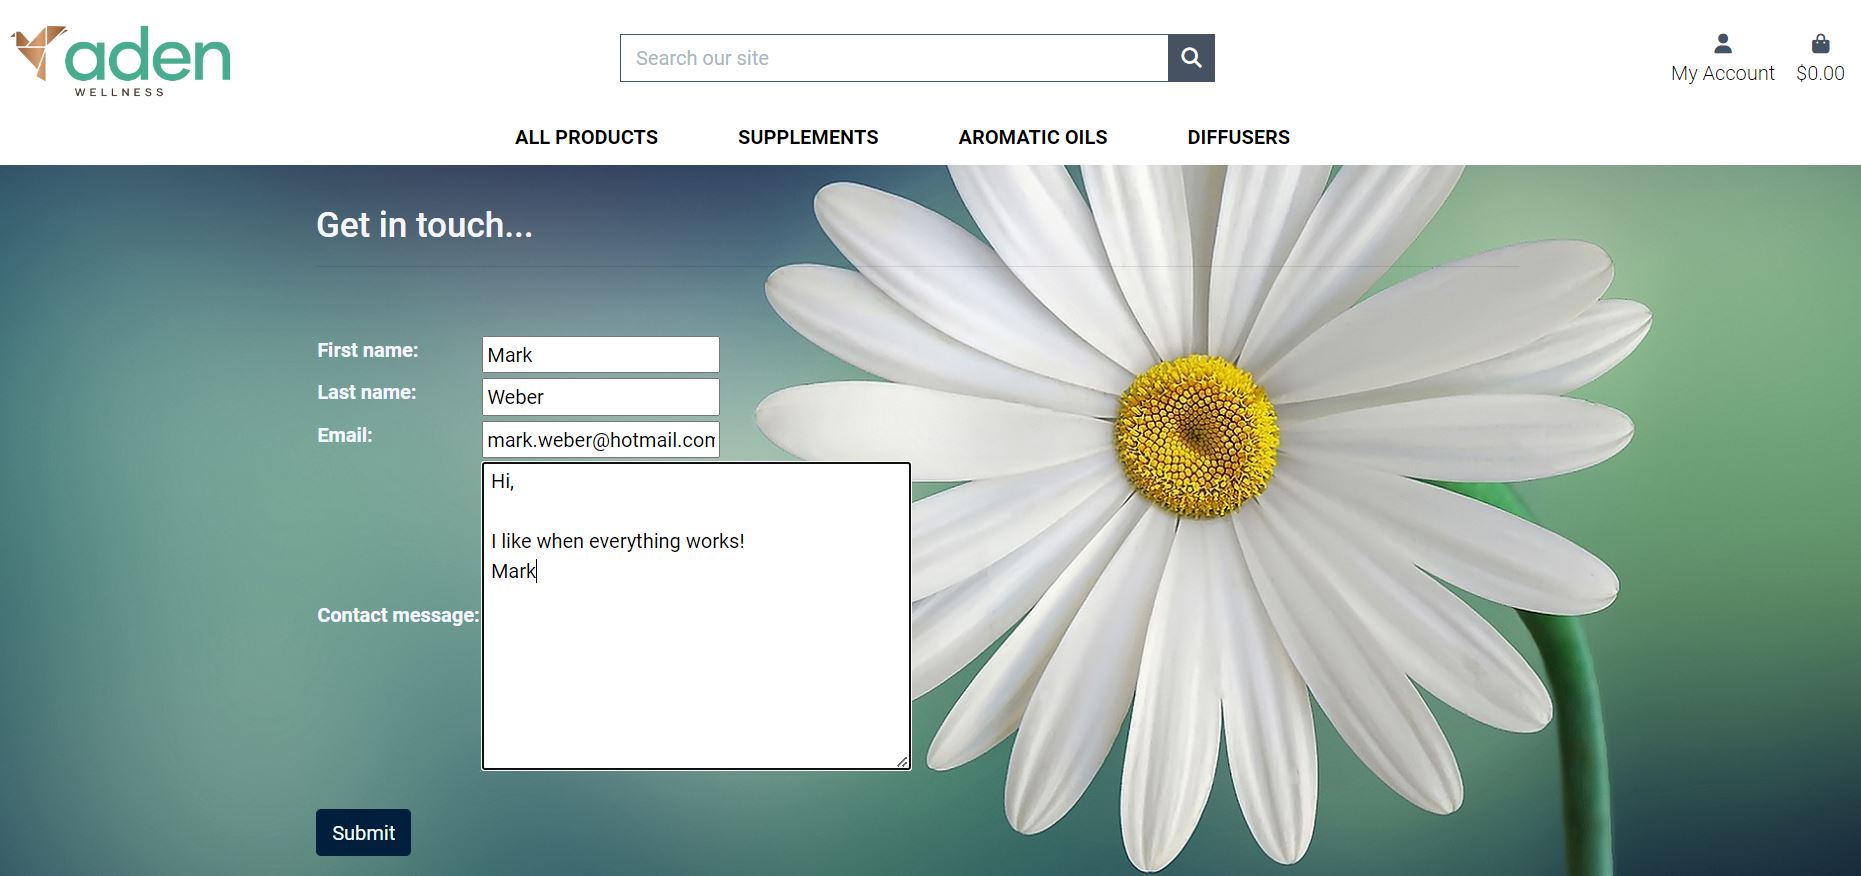 aden
WELLNESS
Search our site
My Account
$0.00
ALL PRODUCTS
SUPPLEMENTS
AROMATIC OILS
DIFFUSERS
Get in touch...
First name:
Mark
Last name:
Weber
Email:
mark.weber@hotmail.com
Contact message:
Hi,
I like when everything works!
Mark
Submit